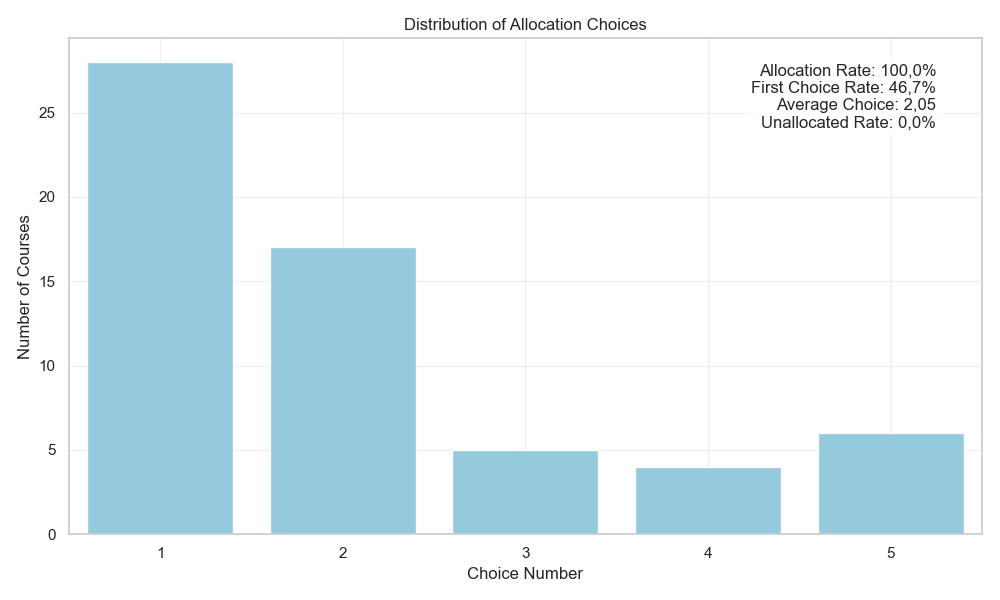 Distribution of Allocation Choices
Allocation Rate: 100,0%
First Choice Rate: 46,7%
Average Choice: 2,05
Unallocated Rate: 0,0%
Number of Courses
25
20
15
10
5
0
1 2 3 4 5
Choice Number